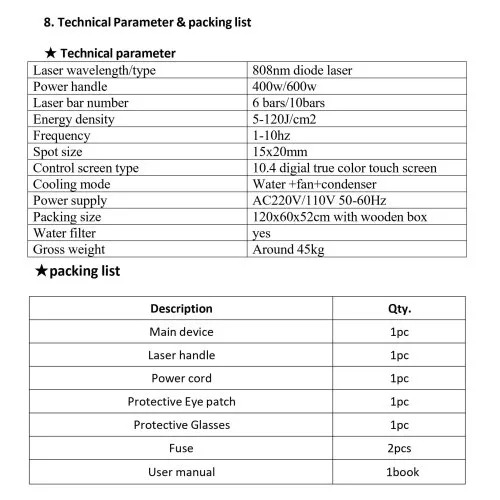 8. Technical Parameter & packing list
★ Technical parameter
Laser wavelength/type 808nm diode laser
Power handle 400w/600w
Laser bar number 6 bars/10bars
Energy density 5-120J/cm2
Frequency 1-10hz
Spot size 15x20mm
Control screen type 10.4 digial true color touch screen
Cooling mode Water +fan+condenser
Power supply AC220V/110V 50-60Hz
Packing size 120x60x52cm with wooden box
Water filter yes
Gross weight Around 45kg
★packing list
Description Qty.
Main device 1pc
Laser handle 1pc
Power cord 1pc
Protective Eye patch 1pc
Protective Glasses 1pc
Fuse 2pcs
User manual 1book